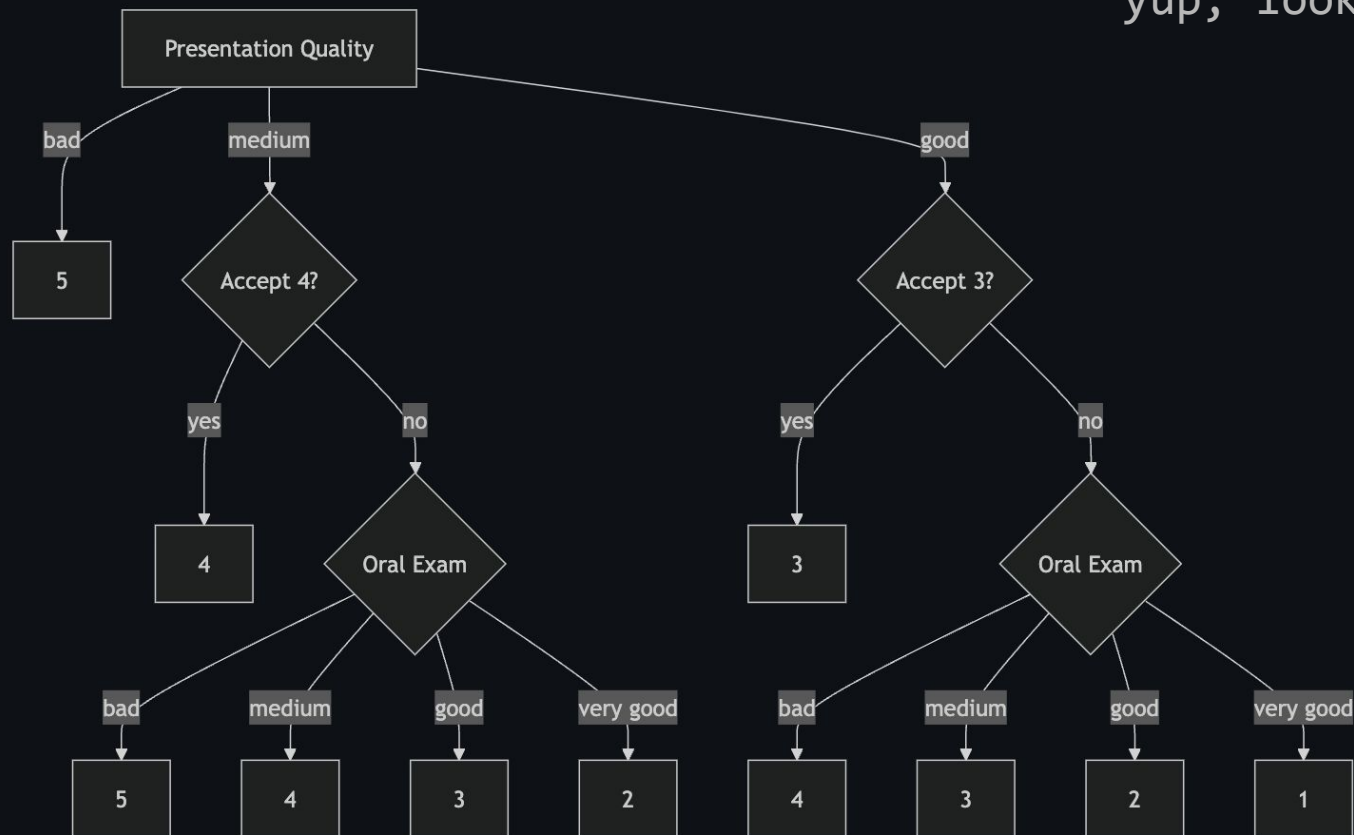 yup, look
Presentation Quality
bad medium good
5 Accept 4? Accept 3?
yes no yes no
4 Oral Exam 3 Oral Exam
bad medium good very good bad medium good very good
5 4 3 2 4 3 2 1